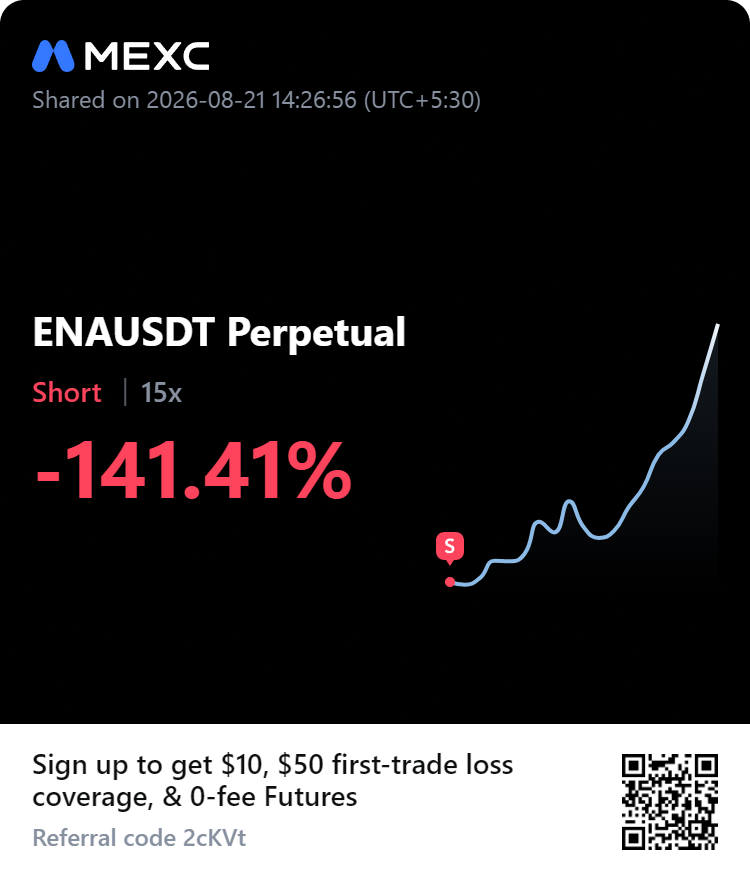 MEXC
Shared on 2026-08-21 14:26:56 (UTC+5:30)
ENAUSDT Perpetual
Short | 15x
-141.41%
S
Sign up to get $10, $50 first-trade loss
coverage, & 0-fee Futures
Referral code 2cKVt